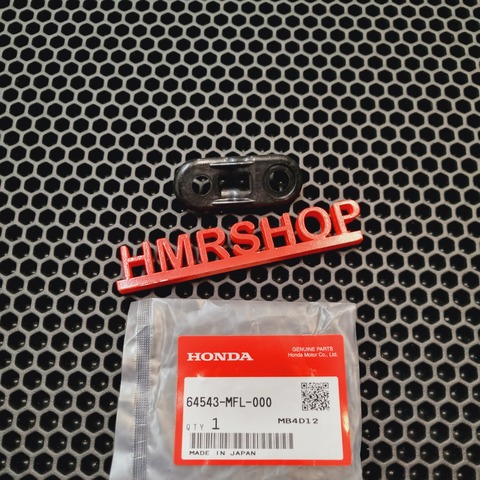 HMRSHOP
HONDA
GENUINE PARTS
Honda Motor Co., Ltd.
64543-MFL-000
QTY 1
MB4D12
MADE IN JAPAN